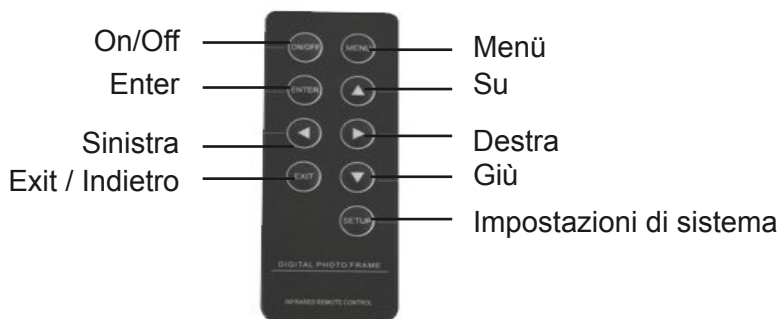 On/Off
Enter
Sinistra
Exit / Indietro
ON/OFF
MENU
ENTER
EXIT
SETUP
DIGITAL PHOTO FRAME
INFRARED REMOTE CONTROL
Menü
Su
Destra
Giù
Impostazioni di sistema